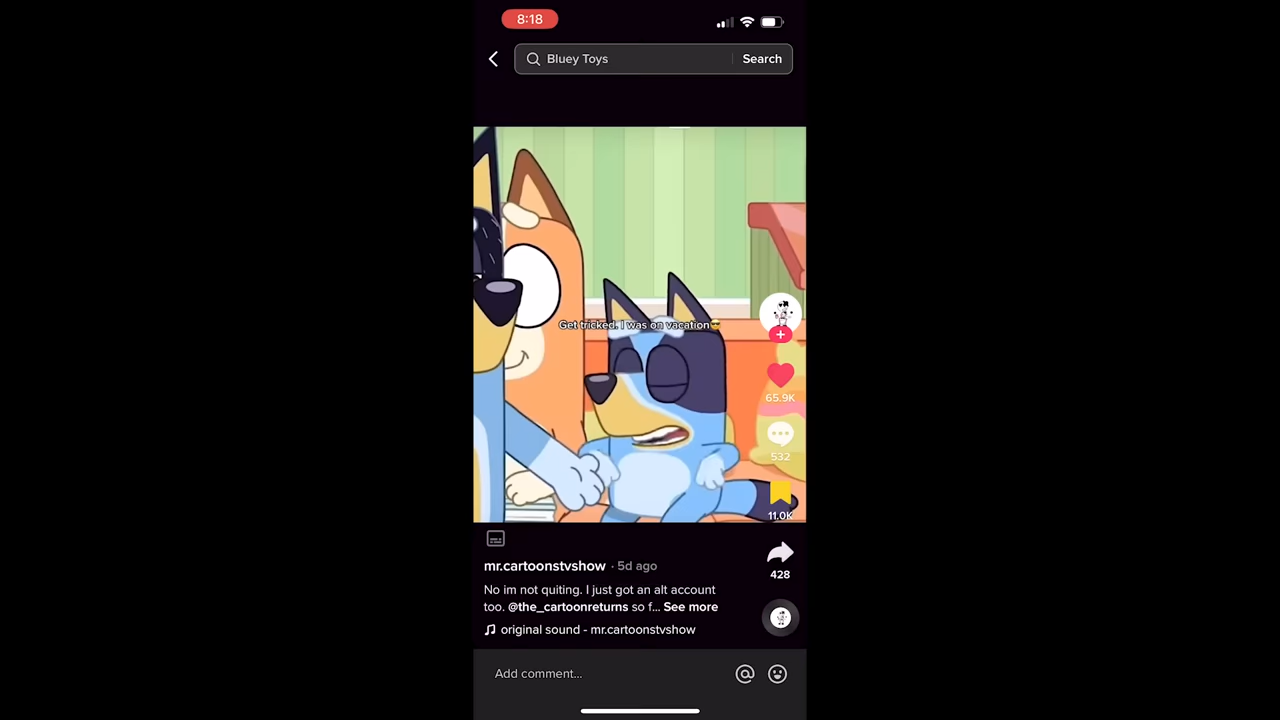 8:18
Bluey Toys
Search
Get tricked. I was on vacation😎
65.9K
532
11.0K
mr.cartoonstvshow · 5d ago
428
No im not quiting. I just got an alt account
too. @the_cartoonreturns so f... See more
original sound - mr.cartoonstvshow
Add comment...